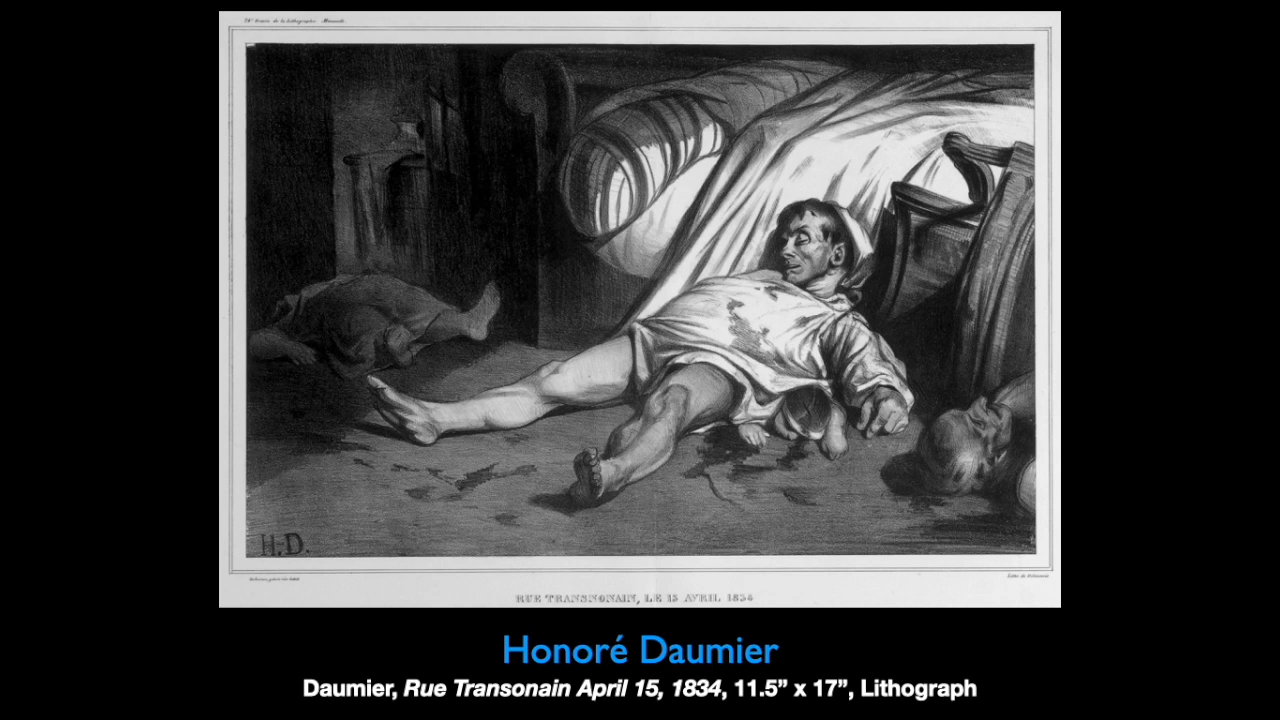 H.D.
RUE TRANSNONAIN, LE 15 AVRIL 1834
Honoré Daumier
Daumier, Rue Transonain April 15, 1834, 11.5” x 17”, Lithograph